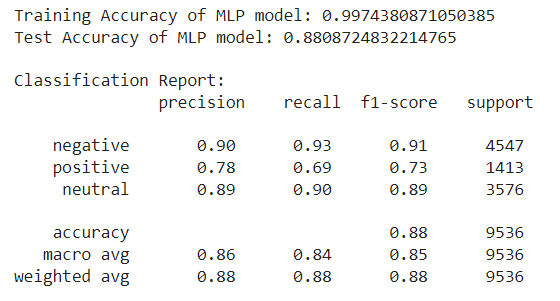 Training Accuracy of MLP model: 0.9974380871050385
Test Accuracy of MLP model: 0.8808724832214765
Classification Report:
precision recall f1-score support
negative 0.90 0.93 0.91 4547
positive 0.78 0.69 0.73 1413
neutral 0.89 0.90 0.89 3576
accuracy 0.88 9536
macro avg 0.86 0.84 0.85 9536
weighted avg 0.88 0.88 0.88 9536